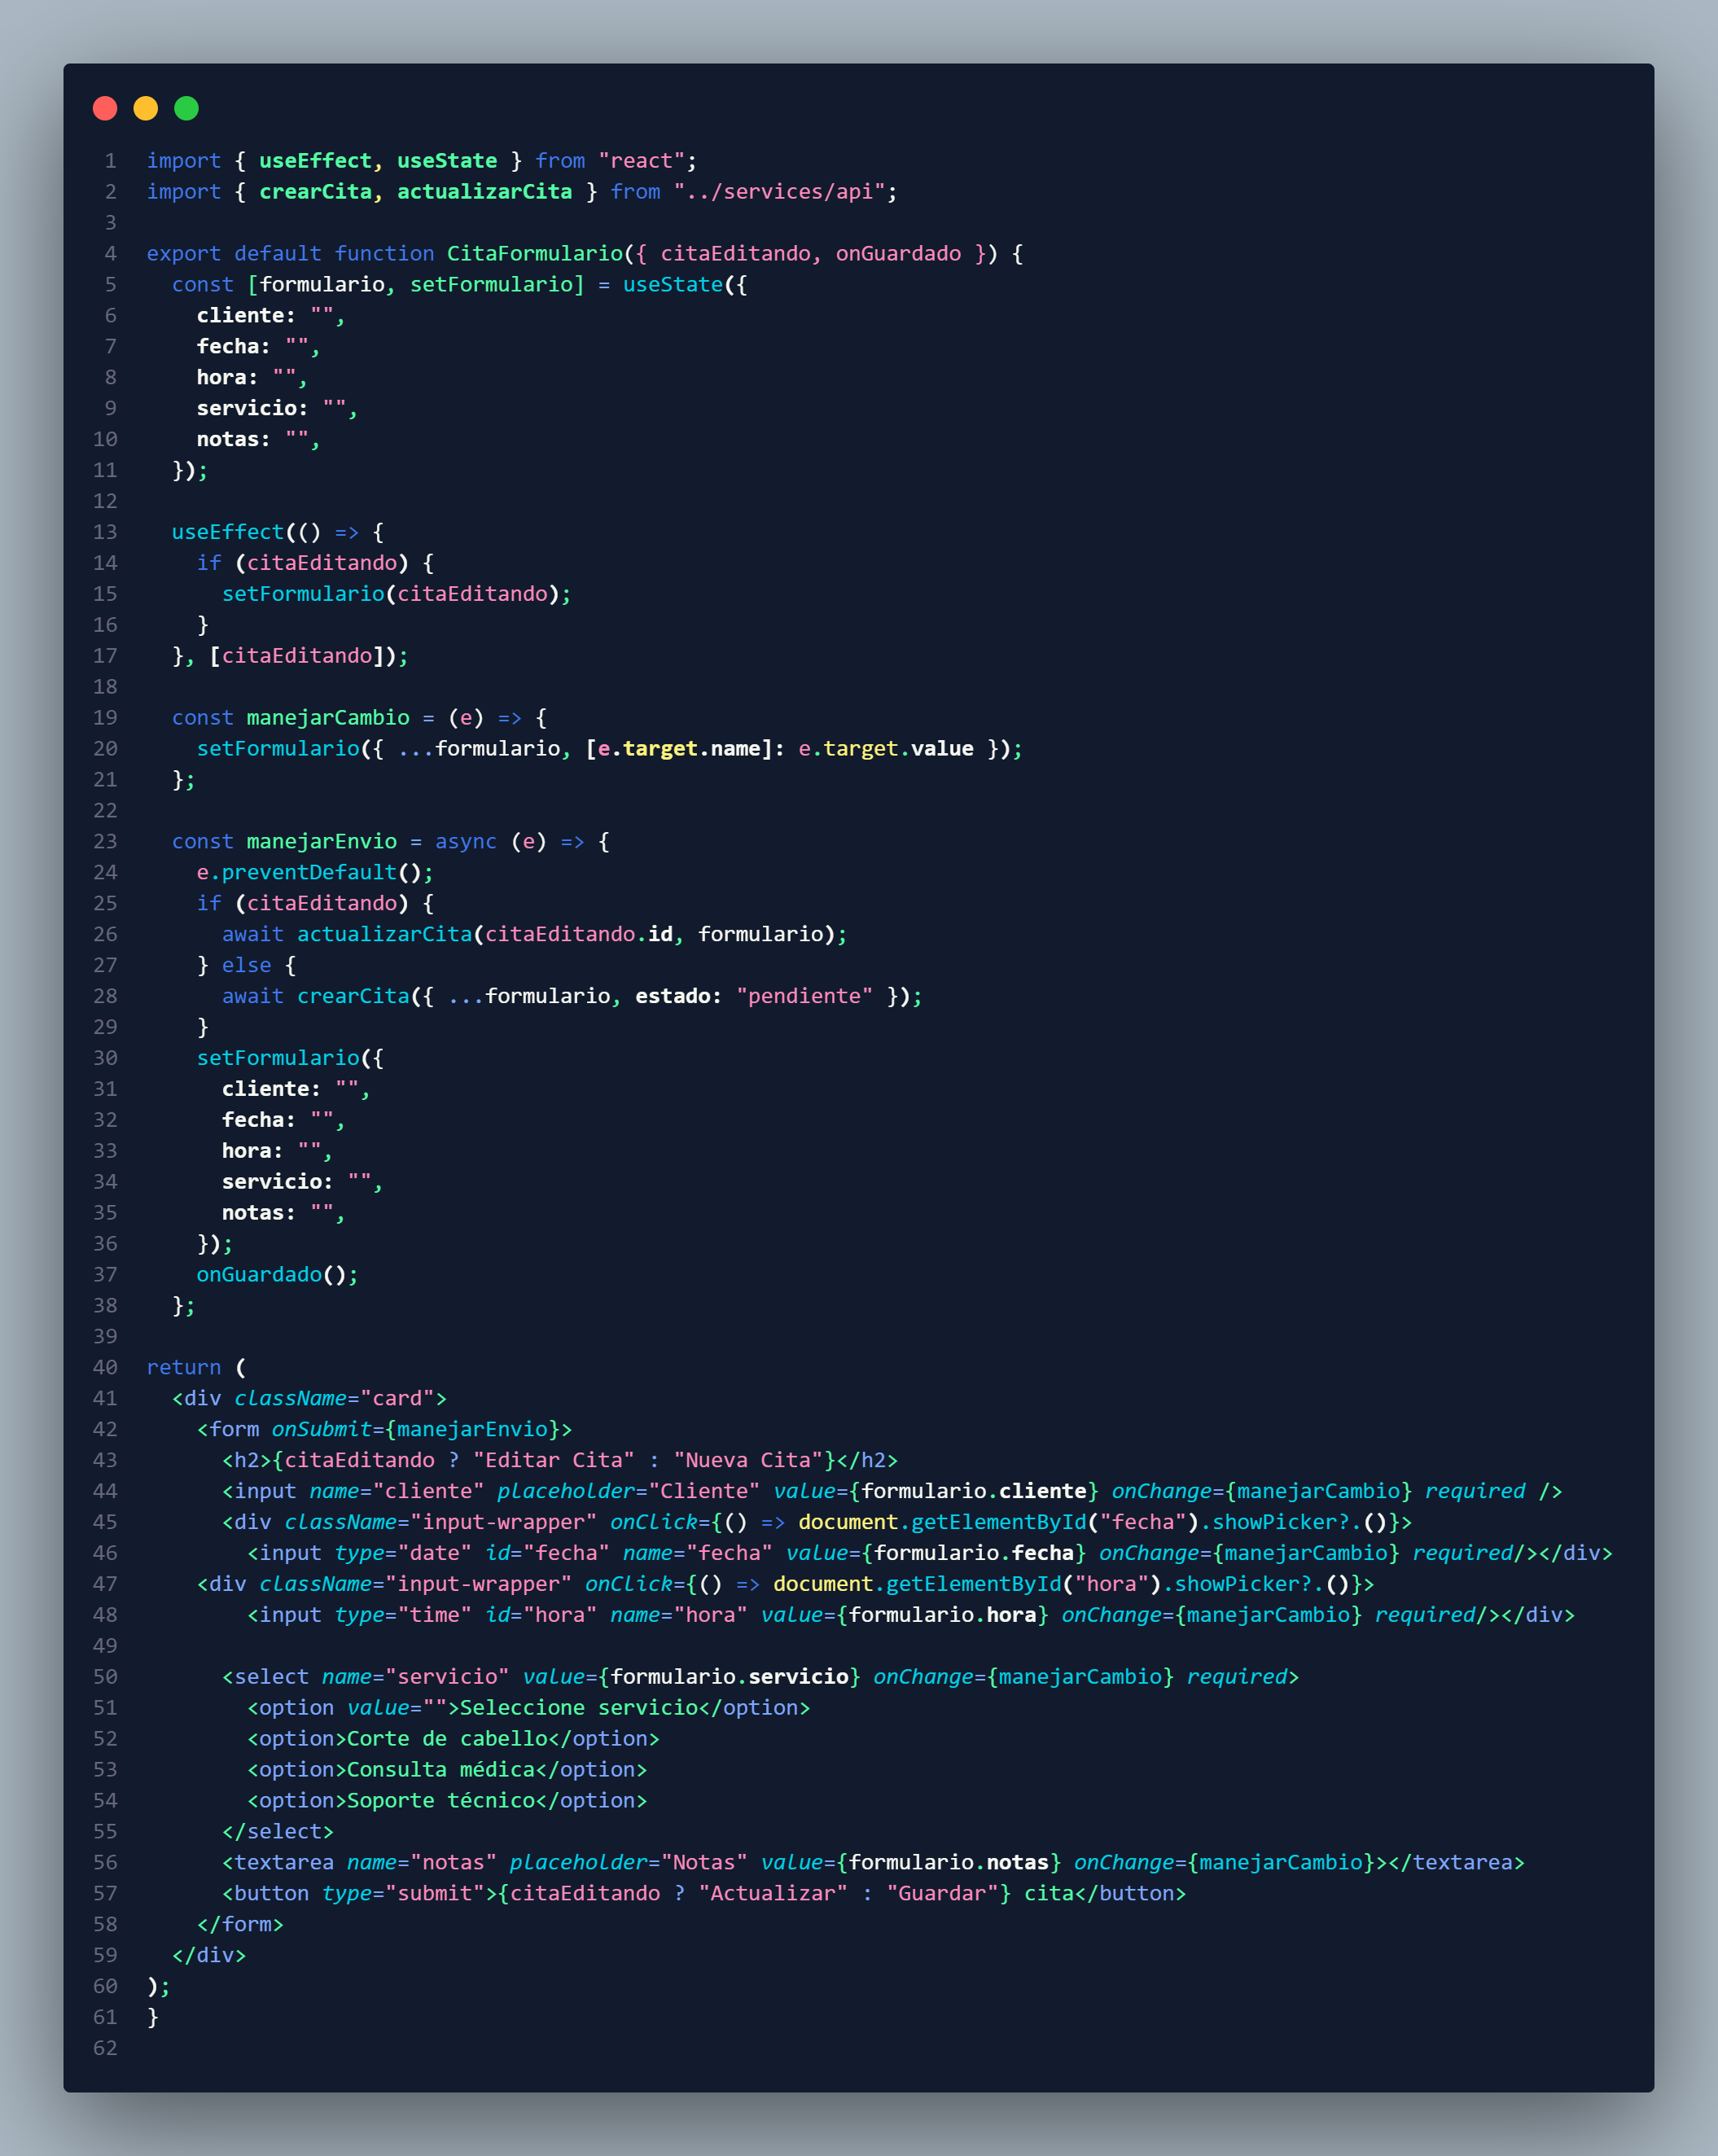 1 import { useEffect, useState } from "react";
2 import { crearCita, actualizarCita } from "../services/api";
3
4 export default function CitaFormulario({ citaEditando, onGuardado }) {
5   const [formulario, setFormulario] = useState({
6     cliente: "",
7     fecha: "",
8     hora: "",
9     servicio: "",
10     notas: "",
11   });
12
13   useEffect(() => {
14     if (citaEditando) {
15       setFormulario(citaEditando);
16     }
17   }, [citaEditando]);
18
19   const manejarCambio = (e) => {
20     setFormulario({ ...formulario, [e.target.name]: e.target.value });
21   };
22
23   const manejarEnvio = async (e) => {
24     e.preventDefault();
25     if (citaEditando) {
26       await actualizarCita(citaEditando.id, formulario);
27     } else {
28       await crearCita({ ...formulario, estado: "pendiente" });
29     }
30     setFormulario({
31       cliente: "",
32       fecha: "",
33       hora: "",
34       servicio: "",
35       notas: "",
36     });
37     onGuardado();
38   };
39
40 return (
41   <div className="card">
42     <form onSubmit={manejarEnvio}>
43       <h2>{citaEditando ? "Editar Cita" : "Nueva Cita"}</h2>
44       <input name="cliente" placeholder="Cliente" value={formulario.cliente} onChange={manejarCambio} required />
45       <div className="input-wrapper" onClick={() => document.getElementById("fecha").showPicker?.()}>
46         <input type="date" id="fecha" name="fecha" value={formulario.fecha} onChange={manejarCambio} required/></div>
47     <div className="input-wrapper" onClick={() => document.getElementById("hora").showPicker?.()}>
48         <input type="time" id="hora" name="hora" value={formulario.hora} onChange={manejarCambio} required/></div>
49
50       <select name="servicio" value={formulario.servicio} onChange={manejarCambio} required>
51         <option value="">Seleccione servicio</option>
52         <option>Corte de cabello</option>
53         <option>Consulta médica</option>
54         <option>Soporte técnico</option>
55       </select>
56       <textarea name="notas" placeholder="Notas" value={formulario.notas} onChange={manejarCambio}></textarea>
57       <button type="submit">{citaEditando ? "Actualizar" : "Guardar"} cita</button>
58     </form>
59   </div>
60 );
61 }
62